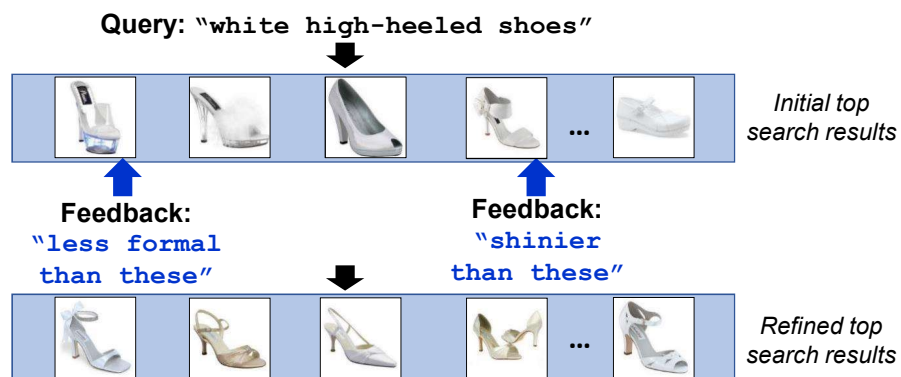 Query: “white high-heeled shoes”
...
Initial top
search results
Feedback:
“less formal
than these”
Feedback:
“shinier
than these”
...
Refined top
search results